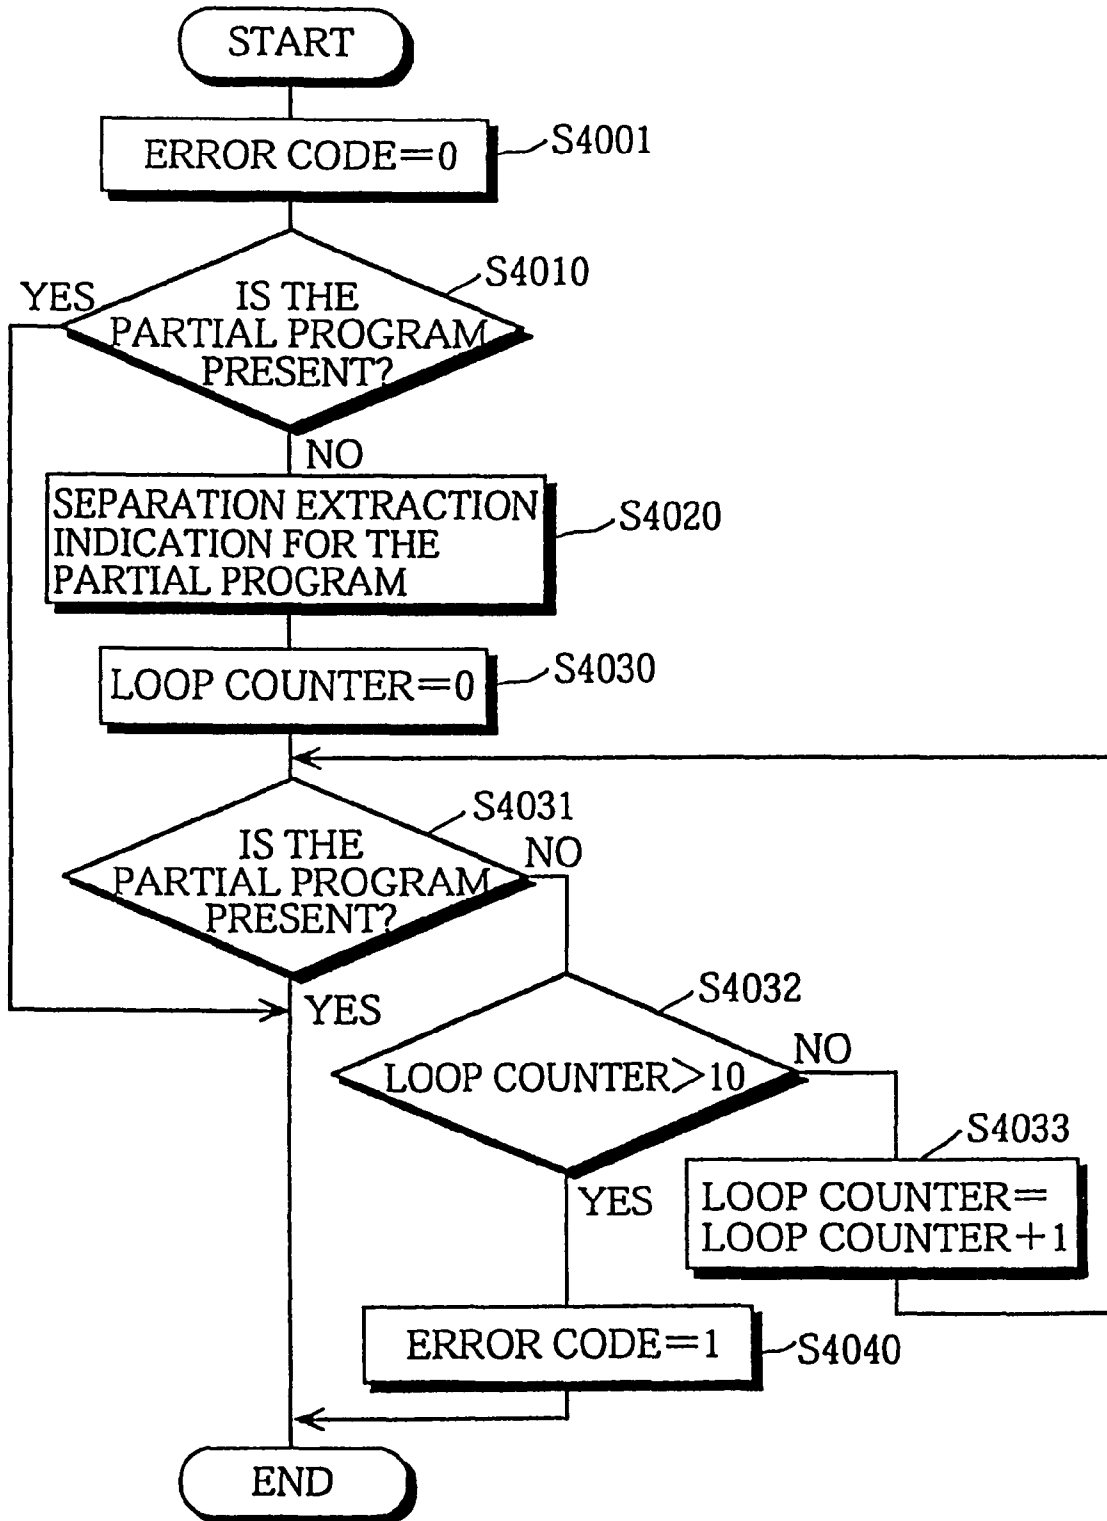 START
ERROR CODE=0
S4001
S4010
YES
IS THE
PARTIAL PROGRAM
PRESENT?
NO
SEPARATION EXTRACTION
INDICATION FOR THE
PARTIAL PROGRAM
S4020
LOOP COUNTER=0
S4030
S4031
IS THE
PARTIAL PROGRAM
PRESENT?
NO
YES
S4032
LOOP COUNTER>10
NO
YES
S4033
LOOP COUNTER=
LOOP COUNTER+1
ERROR CODE=1
S4040
END